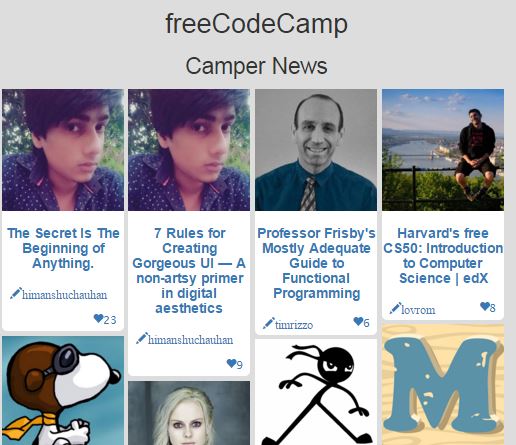 freeCodeCamp
Camper News
The Secret Is The
Beginning of
Anything.
himanshuchauhan
23
7 Rules for
Creating
Gorgeous UI — A
non-artsy primer
in digital
aesthetics
himanshuchauhan
9
Professor Frisby's
Mostly Adequate
Guide to
Functional
Programming
timrizzo
6
Harvard's free
CS50: Introduction
to Computer
Science | edX
lovrom
8
M